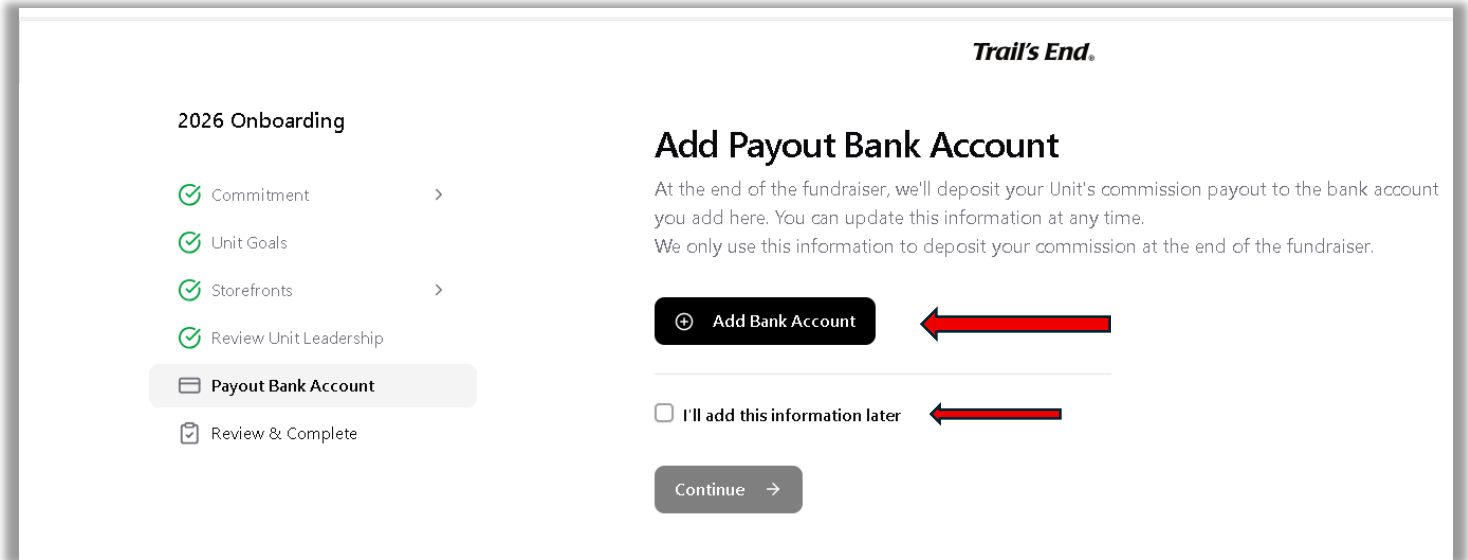 Trail's End®
2026 Onboarding
Commitment
Unit Goals
Storefronts
Review Unit Leadership
Payout Bank Account
Review & Complete
Add Payout Bank Account
At the end of the fundraiser, we'll deposit your Unit's commission payout to the bank account
you add here. You can update this information at any time.
We only use this information to deposit your commission at the end of the fundraiser.
Add Bank Account
I'll add this information later
Continue